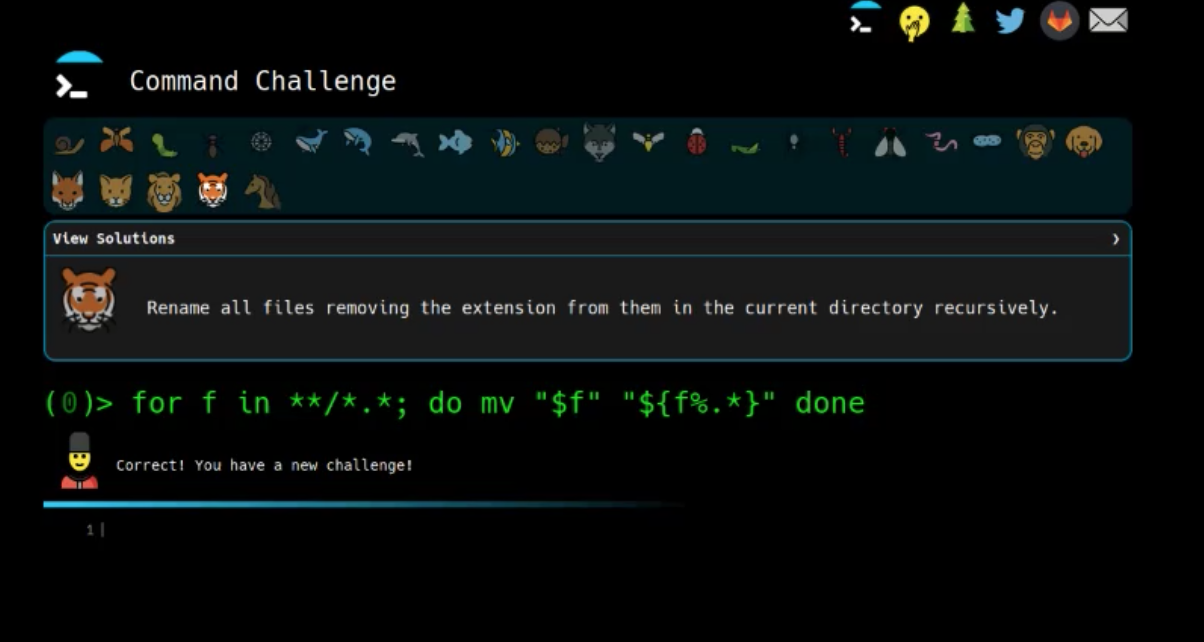 Command Challenge
View Solutions
Rename all files removing the extension from them in the current directory recursively.
(0)> for f in **/*.*; do mv "$f" "${f%.*}" done
Correct! You have a new challenge!
1